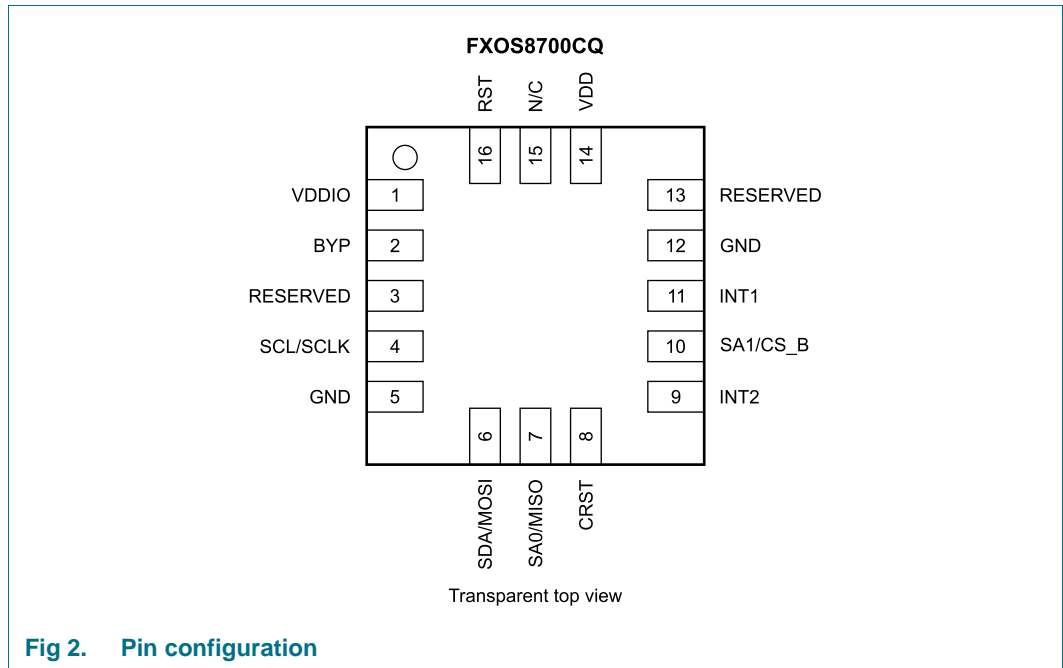 FXOS8700CQ
RST
N/C
VDD
16
15
14
VDDIO 1
13 RESERVED
BYP 2
12 GND
RESERVED 3
11 INT1
SCL/SCLK 4
10 SA1/CS_B
GND 5
9 INT2
6
7
8
SDA/MOSI
SA0/MISO
CRST
Transparent top view
Fig 2. Pin configuration